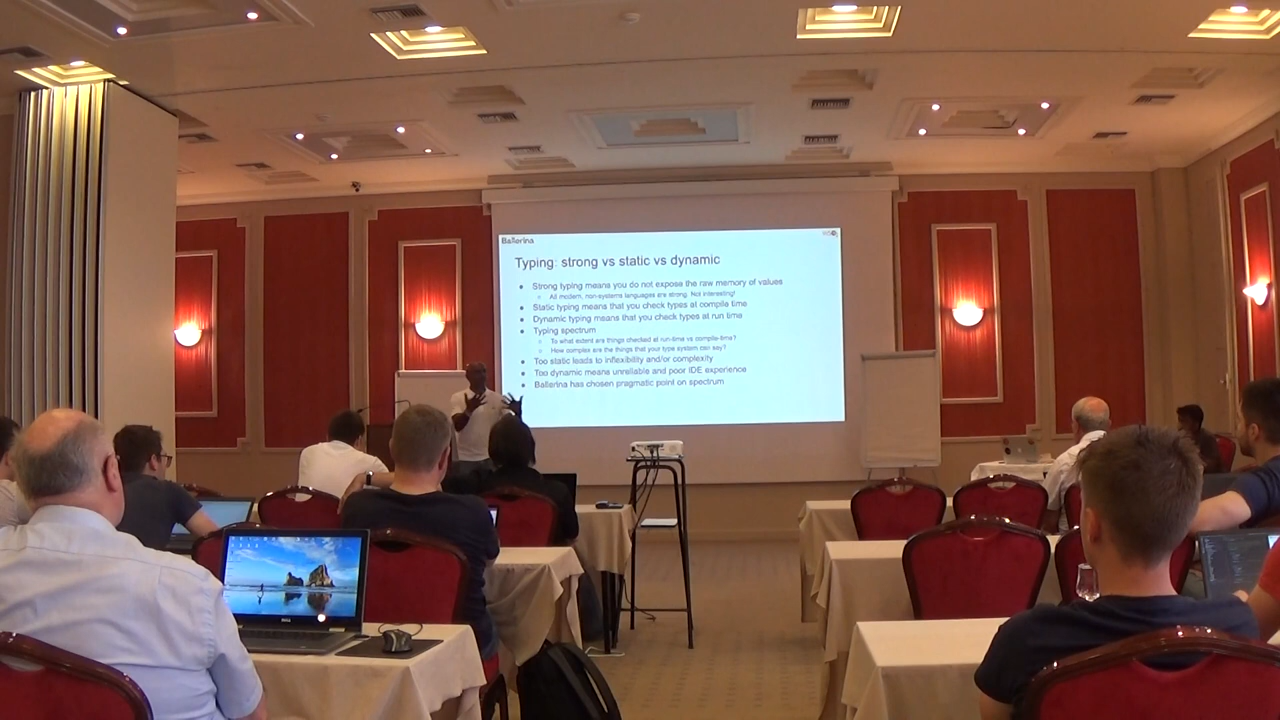 Ballerina
Typing: strong vs static vs dynamic
Strong typing means you do not expose the raw memory of values
All modern, non-systems languages are strong. Not interesting!
Static typing means that you check types at compile time
Dynamic typing means that you check types at run time
Typing spectrum
To what extent are things checked at run-time vs compile-time?
How complex are the things that your type system can say?
Too static leads to inflexibility and/or complexity
Too dynamic means unreliable and poor IDE experience
Ballerina has chosen pragmatic point on spectrum
DELL